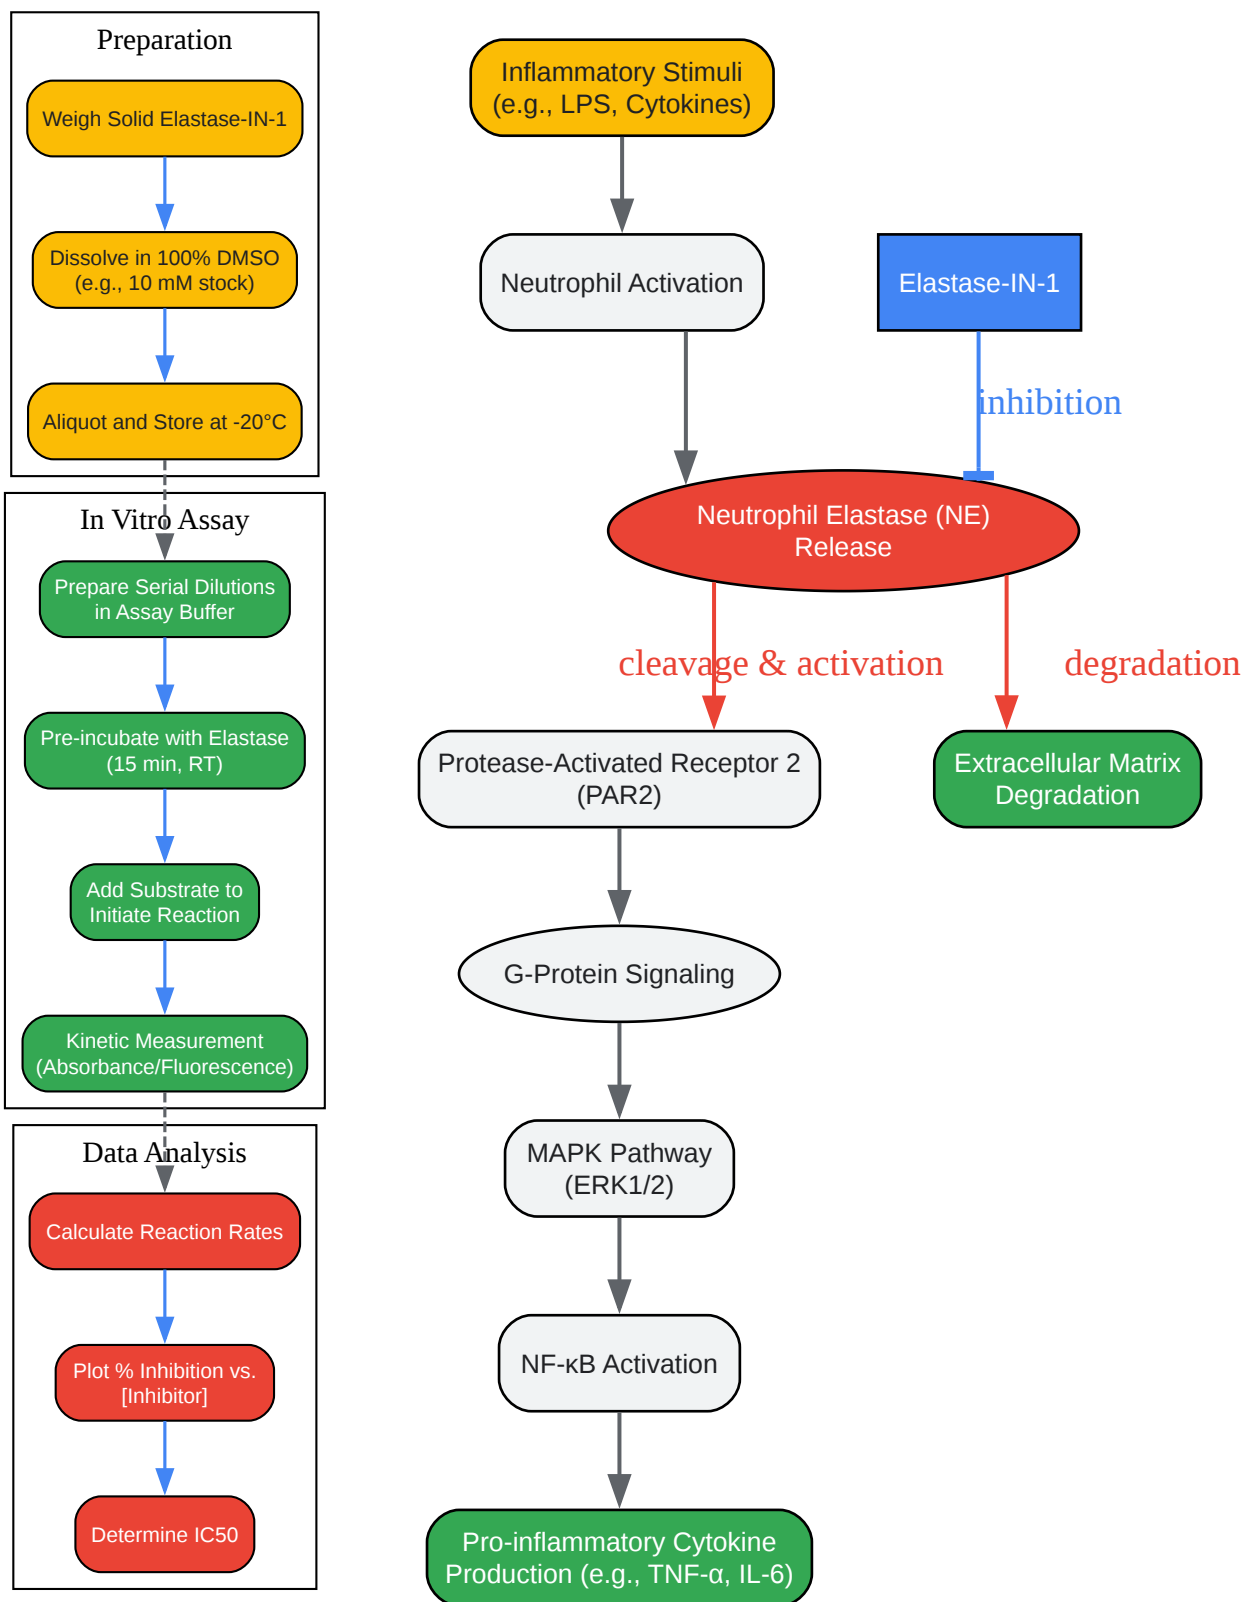 Preparation
Weigh Solid Elastase-IN-1
Dissolve in 100% DMSO
(e.g., 10 mM stock)
Aliquot and Store at -20°C
In Vitro Assay
Prepare Serial Dilutions
in Assay Buffer
Pre-incubate with Elastase
(15 min, RT)
Add Substrate to
Initiate Reaction
Kinetic Measurement
(Absorbance/Fluorescence)
Data Analysis
Calculate Reaction Rates
Plot % Inhibition vs.
[Inhibitor]
Determine IC50
Inflammatory Stimuli
(e.g., LPS, Cytokines)
Neutrophil Activation
Elastase-IN-1
inhibition
Neutrophil Elastase (NE)
Release
cleavage & activation
degradation
Protease-Activated Receptor 2
(PAR2)
Extracellular Matrix
Degradation
G-Protein Signaling
MAPK Pathway
(ERK1/2)
NF-κB Activation
Pro-inflammatory Cytokine
Production (e.g., TNF-α, IL-6)